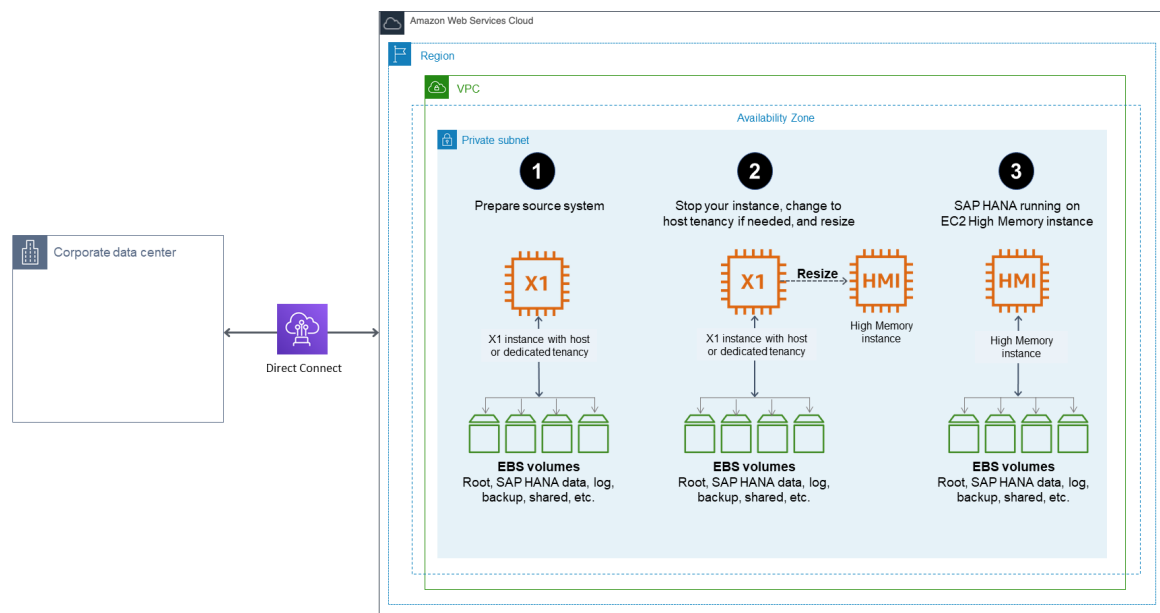 Amazon Web Services Cloud
Region
VPC
Availability Zone
Private subnet
1
Prepare source system
X1
X1 instance with host
or dedicated tenancy
EBS volumes
Root, SAP HANA data, log,
backup, shared, etc.
2
Stop your instance, change to
host tenancy if needed, and resize
X1
Resize
HMI
High Memory
instance
X1 instance with host
or dedicated tenancy
EBS volumes
Root, SAP HANA data, log,
backup, shared, etc.
3
SAP HANA running on
EC2 High Memory instance
HMI
High Memory
instance
EBS volumes
Root, SAP HANA data, log,
backup, shared, etc.
Corporate data center
Direct Connect